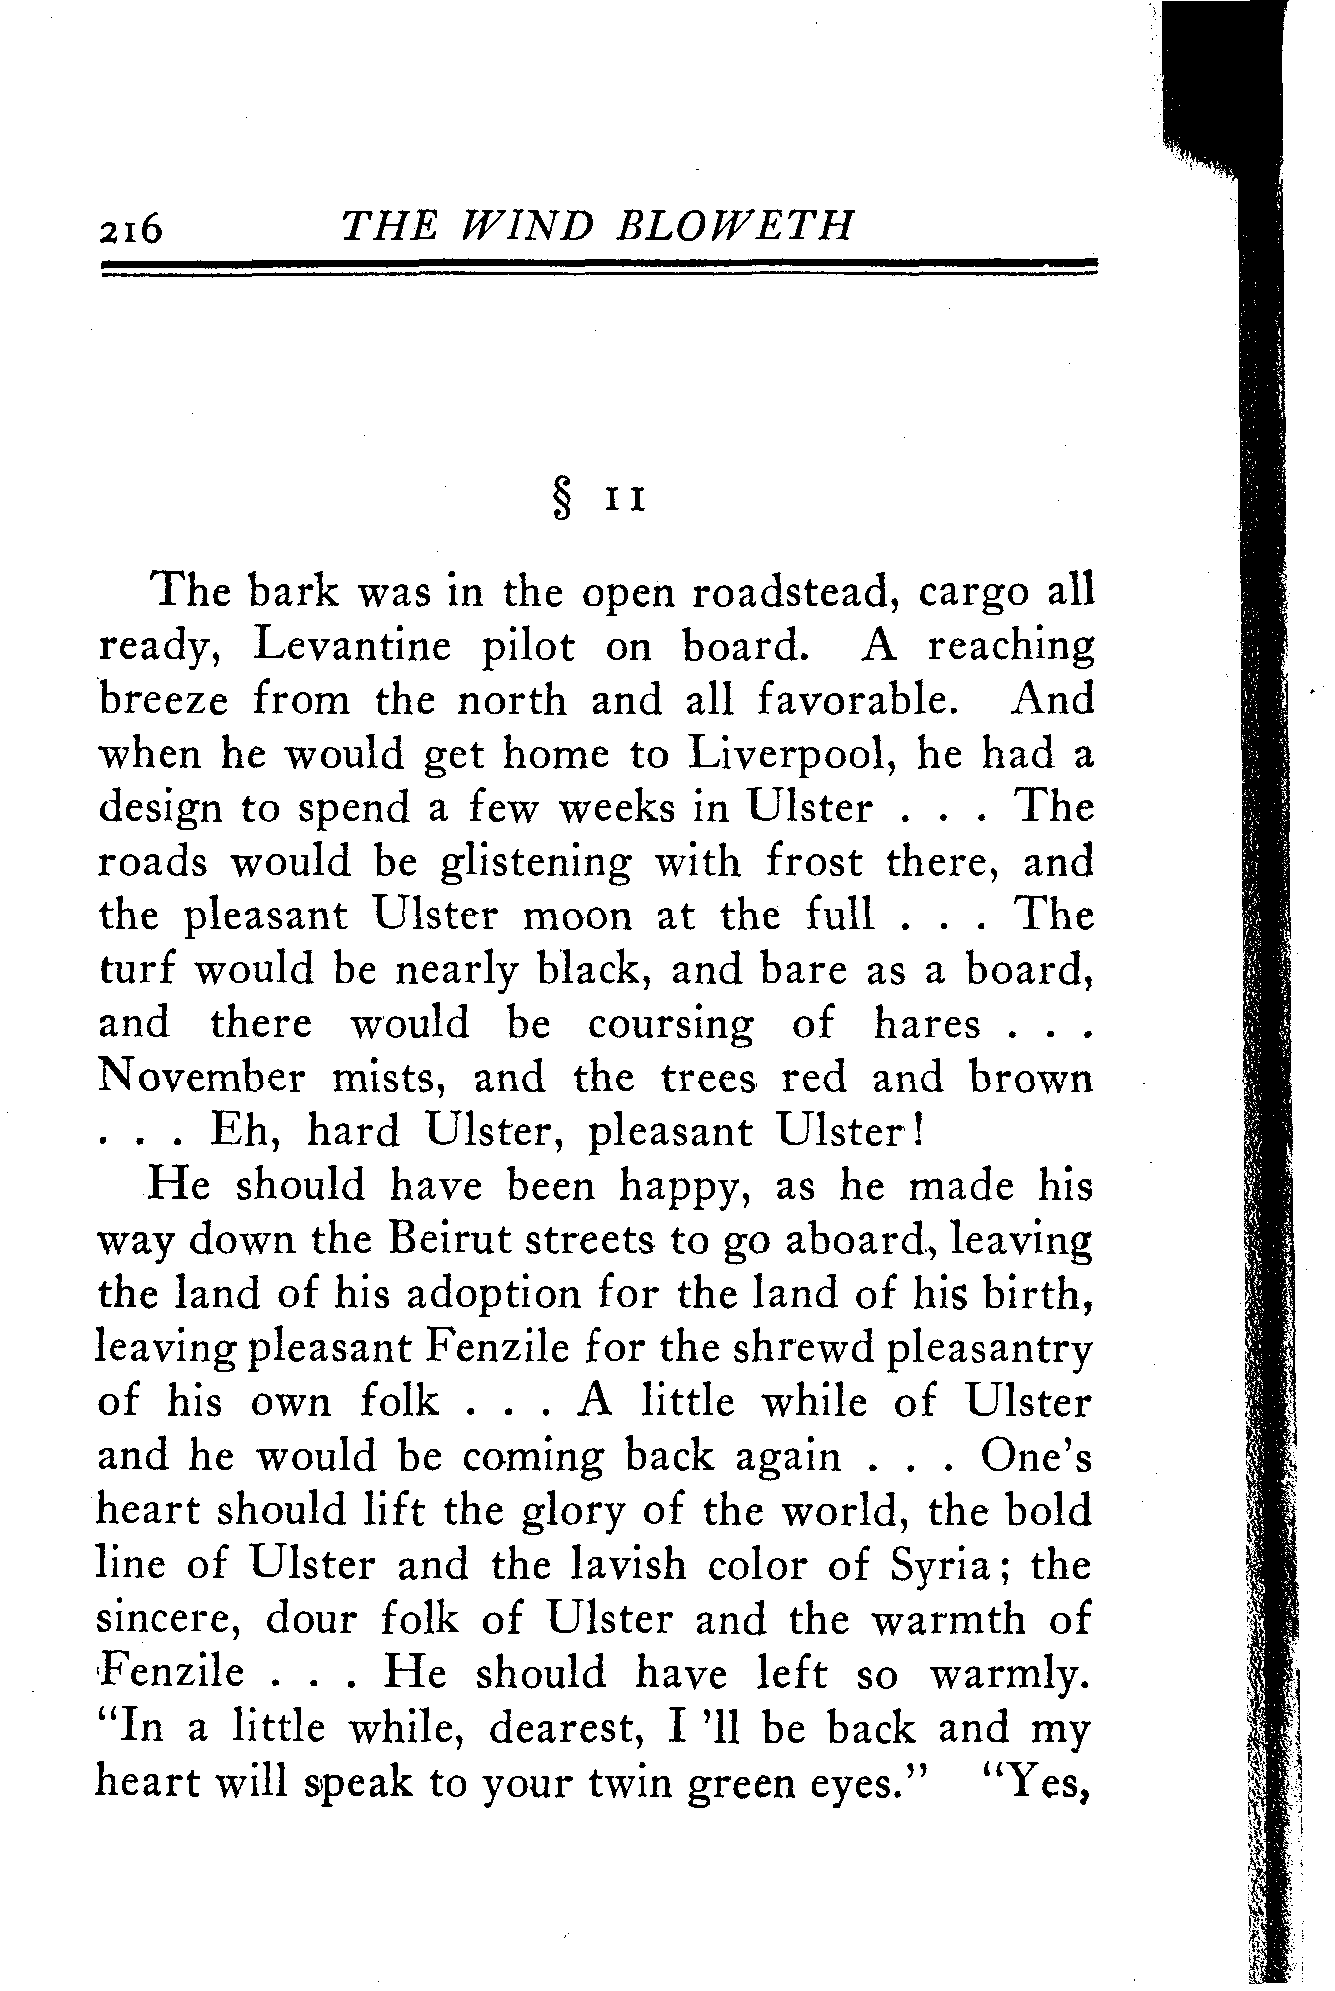 216 THE WIND BLOWETH
§ 11
The bark was in the open roadstead, cargo all
ready, Levantine pilot on board. A reaching
breeze from the north and all favorable. And
when he would get home to Liverpool, he had a
design to spend a few weeks in Ulster . . . The
roads would be glistening with frost there, and
the pleasant Ulster moon at the full . . . The
turf would be nearly black, and bare as a board,
and there would be coursing of hares . . .
November mists, and the trees red and brown
. . . Eh, hard Ulster, pleasant Ulster!
He should have been happy, as he made his
way down the Beirut streets to go aboard, leaving
the land of his adoption for the land of his birth,
leaving pleasant Fenzile for the shrewd pleasantry
of his own folk . . . A little while of Ulster
and he would be coming back again . . . One's
heart should lift the glory of the world, the bold
line of Ulster and the lavish color of Syria; the
sincere, dour folk of Ulster and the warmth of
Fenzile . . . He should have left so warmly.
"In a little while, dearest, I 'll be back and my
heart will speak to your twin green eyes." "Yes,